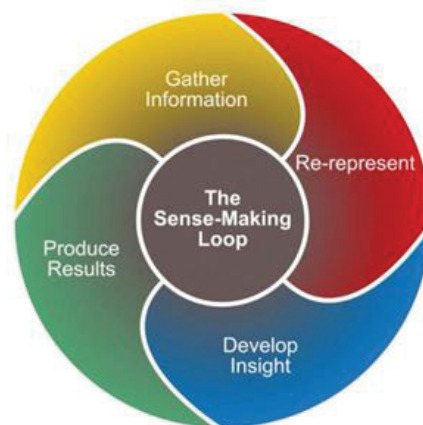 Gather
Information
Re-represent
The
Sense-Making
Loop
Produce
Results
Develop
Insight